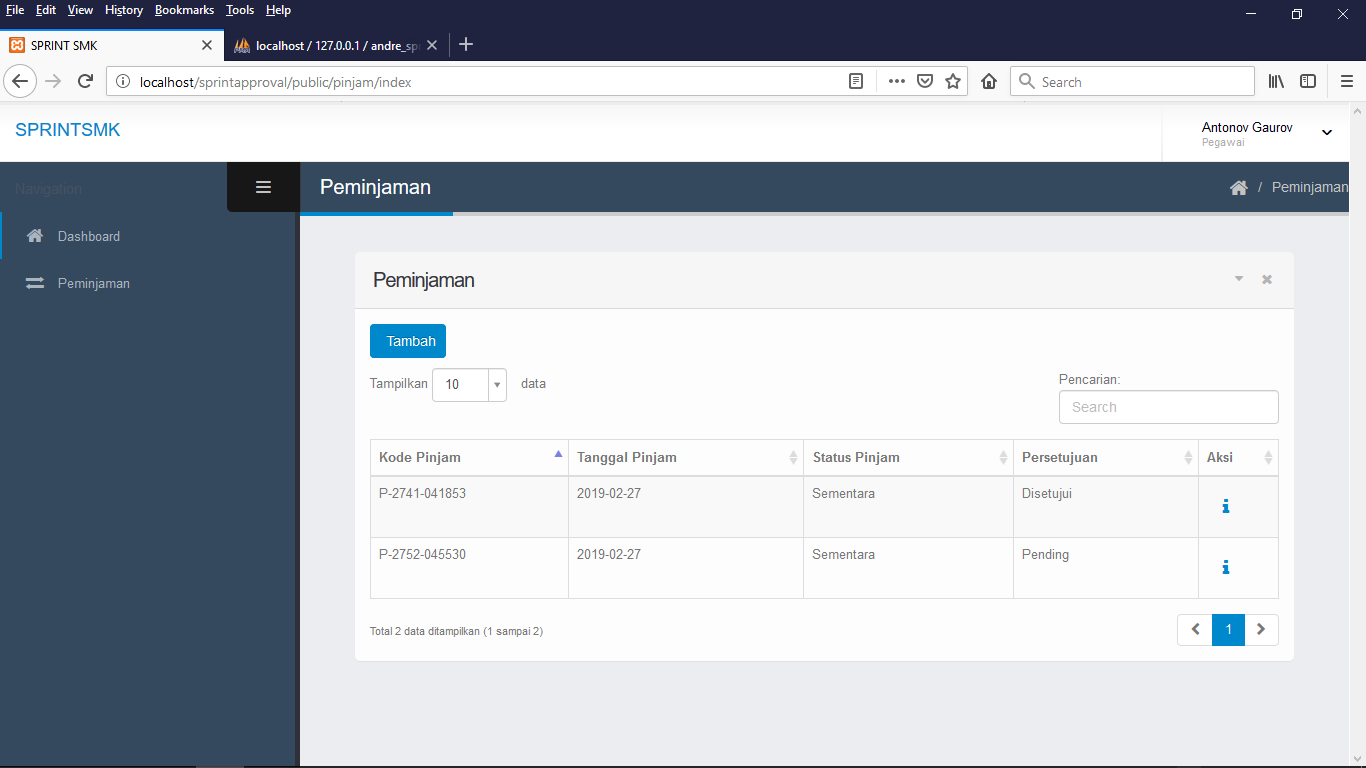 File Edit View History Bookmarks Tools Help
SPRINT SMK
localhost / 127.0.0.1 / andre_sp
localhost/sprintapproval/public/pinjam/index
Search
SPRINTSMK
Antonov Gaurov
Pegawai
Navigation
Peminjaman
/ Peminjaman
Dashboard
Peminjaman
Peminjaman
Tambah
Tampilkan 10 data
Pencarian:
Search
Kode Pinjam Tanggal Pinjam Status Pinjam Persetujuan Aksi
P-2741-041853 2019-02-27 Sementara Disetujui
P-2752-045530 2019-02-27 Sementara Pending
Total 2 data ditampilkan (1 sampai 2)
1